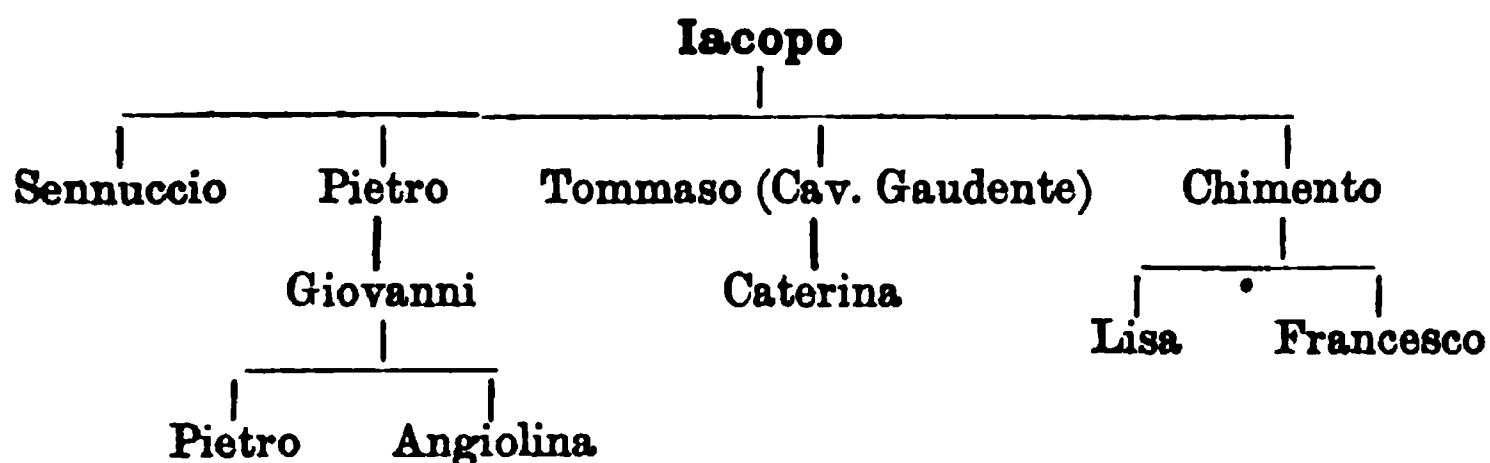 Iacopo
Sennuccio Pietro Tommaso (Cav. Gaudente) Chimento
Giovanni Caterina
Lisa Francesco
Pietro Angiolina